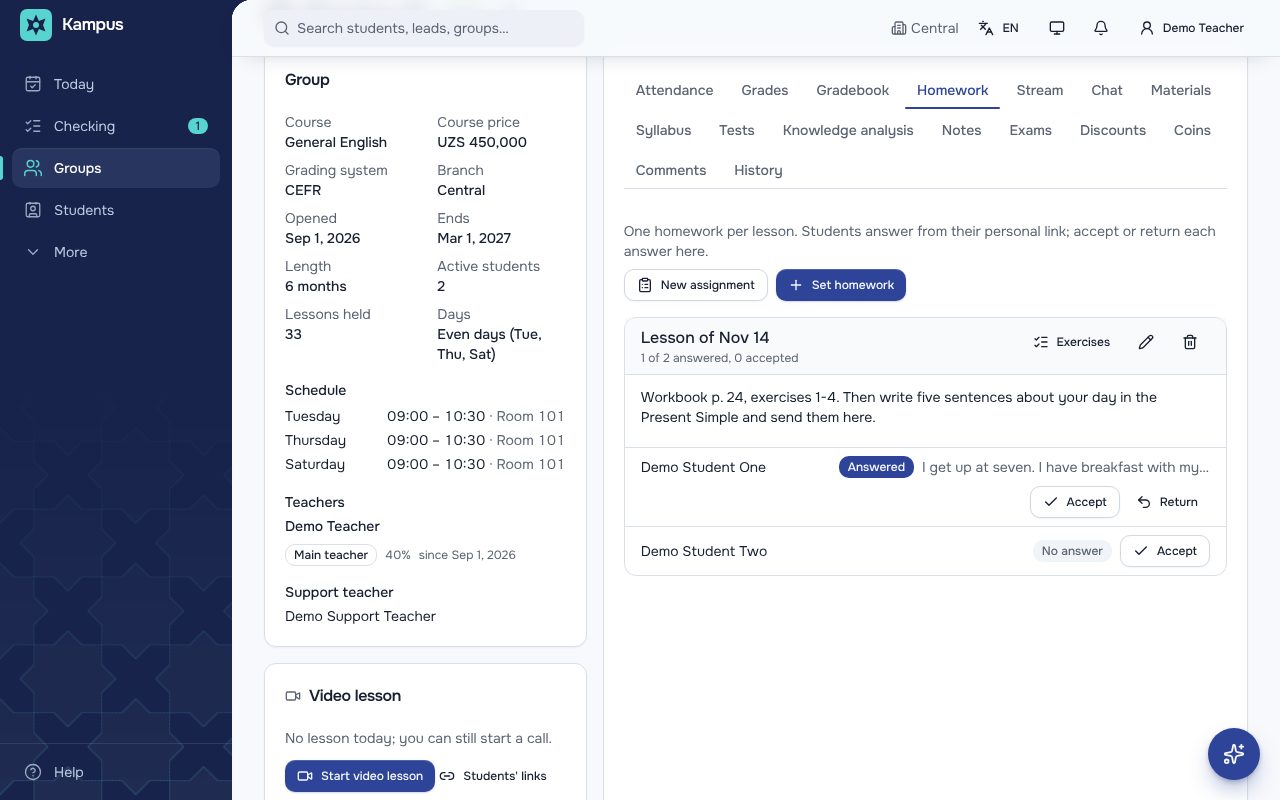 Kampus
Search students, leads, groups...
Central
EN
Demo Teacher
Today
Checking 1
Groups
Students
More
Help
Group
Course Course price
General English UZS 450,000
Grading system Branch
CEFR Central
Opened Ends
Sep 1, 2026 Mar 1, 2027
Length Active students
6 months 2
Lessons held Days
33 Even days (Tue,
Thu, Sat)
Schedule
Tuesday 09:00 – 10:30 · Room 101
Thursday 09:00 – 10:30 · Room 101
Saturday 09:00 – 10:30 · Room 101
Teachers
Demo Teacher
Main teacher 40% since Sep 1, 2026
Support teacher
Demo Support Teacher
Video lesson
No lesson today; you can still start a call.
Start video lesson Students' links
Attendance Grades Gradebook Homework Stream Chat Materials
Syllabus Tests Knowledge analysis Notes Exams Discounts Coins
Comments History
One homework per lesson. Students answer from their personal link; accept or return each
answer here.
New assignment Set homework
Lesson of Nov 14 Exercises
1 of 2 answered, 0 accepted
Workbook p. 24, exercises 1-4. Then write five sentences about your day in the
Present Simple and send them here.
Demo Student One Answered I get up at seven. I have breakfast with my...
Accept Return
Demo Student Two No answer Accept